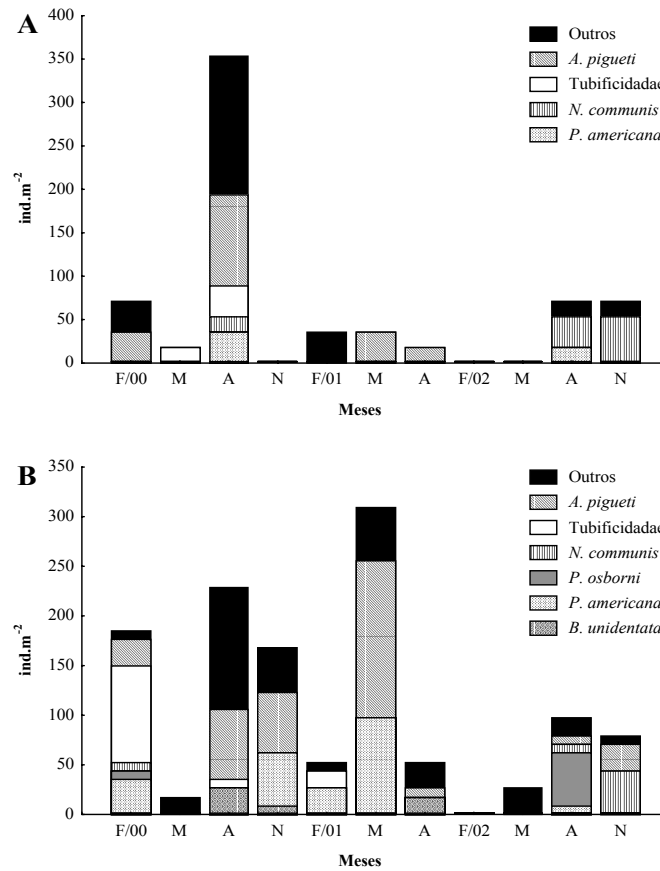 A
400
350
300
250
200
150
100
50
0
ind.m-2
Outros
A. pigueti
Tubificidadae
N. communis
P. americana
F/00 M A N F/01 M A F/02 M A N
Meses
B
350
300
250
200
150
100
50
0
ind.m-2
Outros
A. pigueti
Tubificidadae
N. communis
P. osborni
P. americana
B. unidentata
F/00 M A N F/01 M A F/02 M A N
Meses